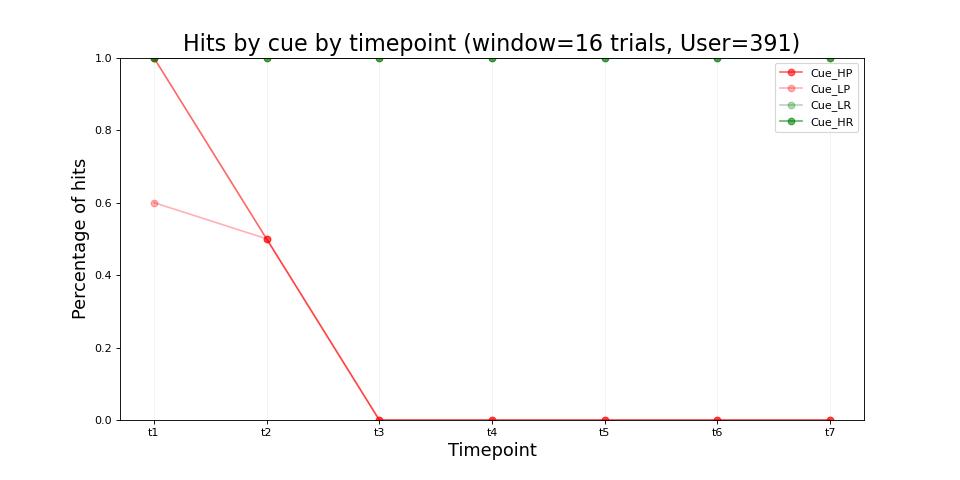 Hits by cue by timepoint (window=16 trials, User=391)
Percentage of hits
1.0
0.8
0.6
0.4
0.2
0.0
Cue_HP
Cue_LP
Cue_LR
Cue_HR
t1 t2 t3 t4 t5 t6 t7
Timepoint